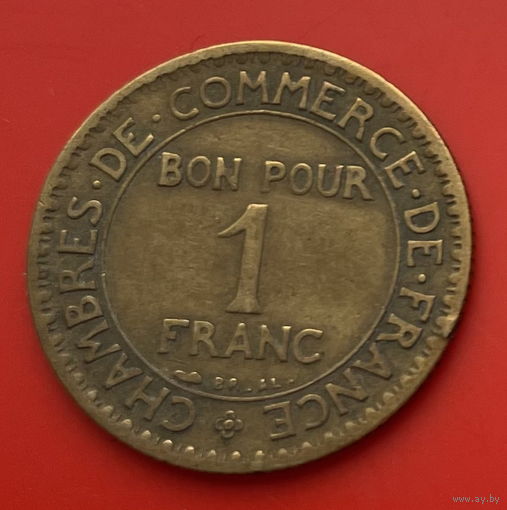 CHAMBRES·DE·COMMERCE·DE·FRANCE
BON POUR
1
FRANC
www.ay.by